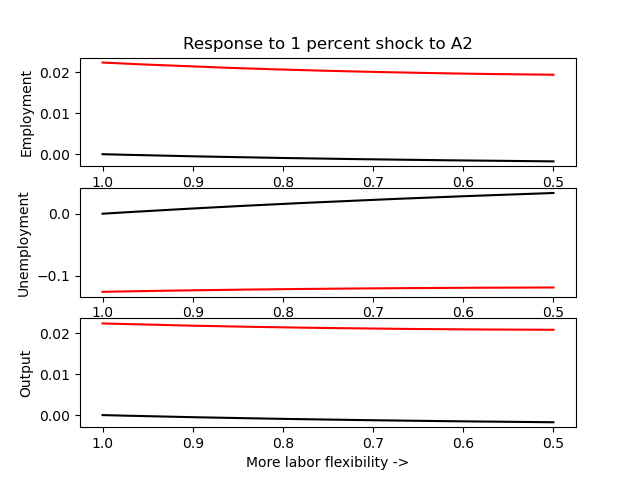 Response to 1 percent shock to A2
Employment
0.02
0.01
0.00
1.0 0.9 0.8 0.7 0.6 0.5
Unemployment
0.0
−0.1
1.0 0.9 0.8 0.7 0.6 0.5
Output
0.02
0.01
0.00
1.0 0.9 0.8 0.7 0.6 0.5
More labor flexibility ->